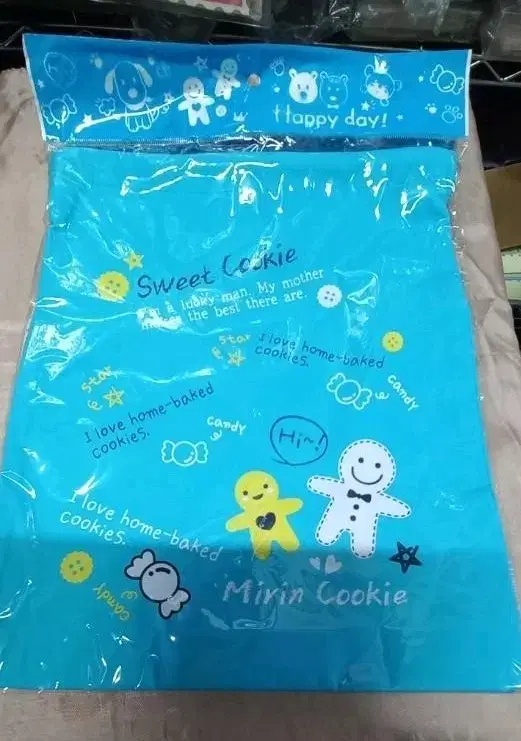 Happy day!
Sweet Cookie
I'm a lucky man. My mother
the best there are.
star
I love home-baked
cookies.
star
candy
I love home-baked
cookies.
candy
Hi~!
I love home-baked
cookies.
candy
Mirin Cookie